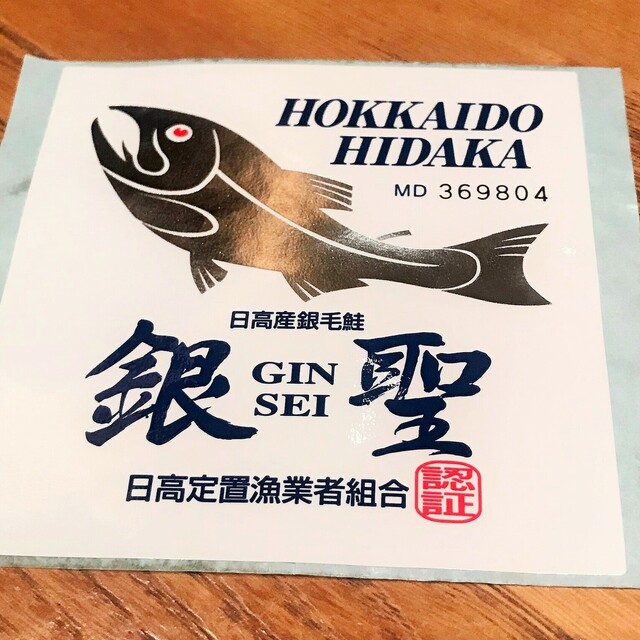 HOKKAIDO
HIDAKA
MD 369804
日高産銀毛鮭
銀 GIN SEI 聖
日高定置漁業者組合
認証